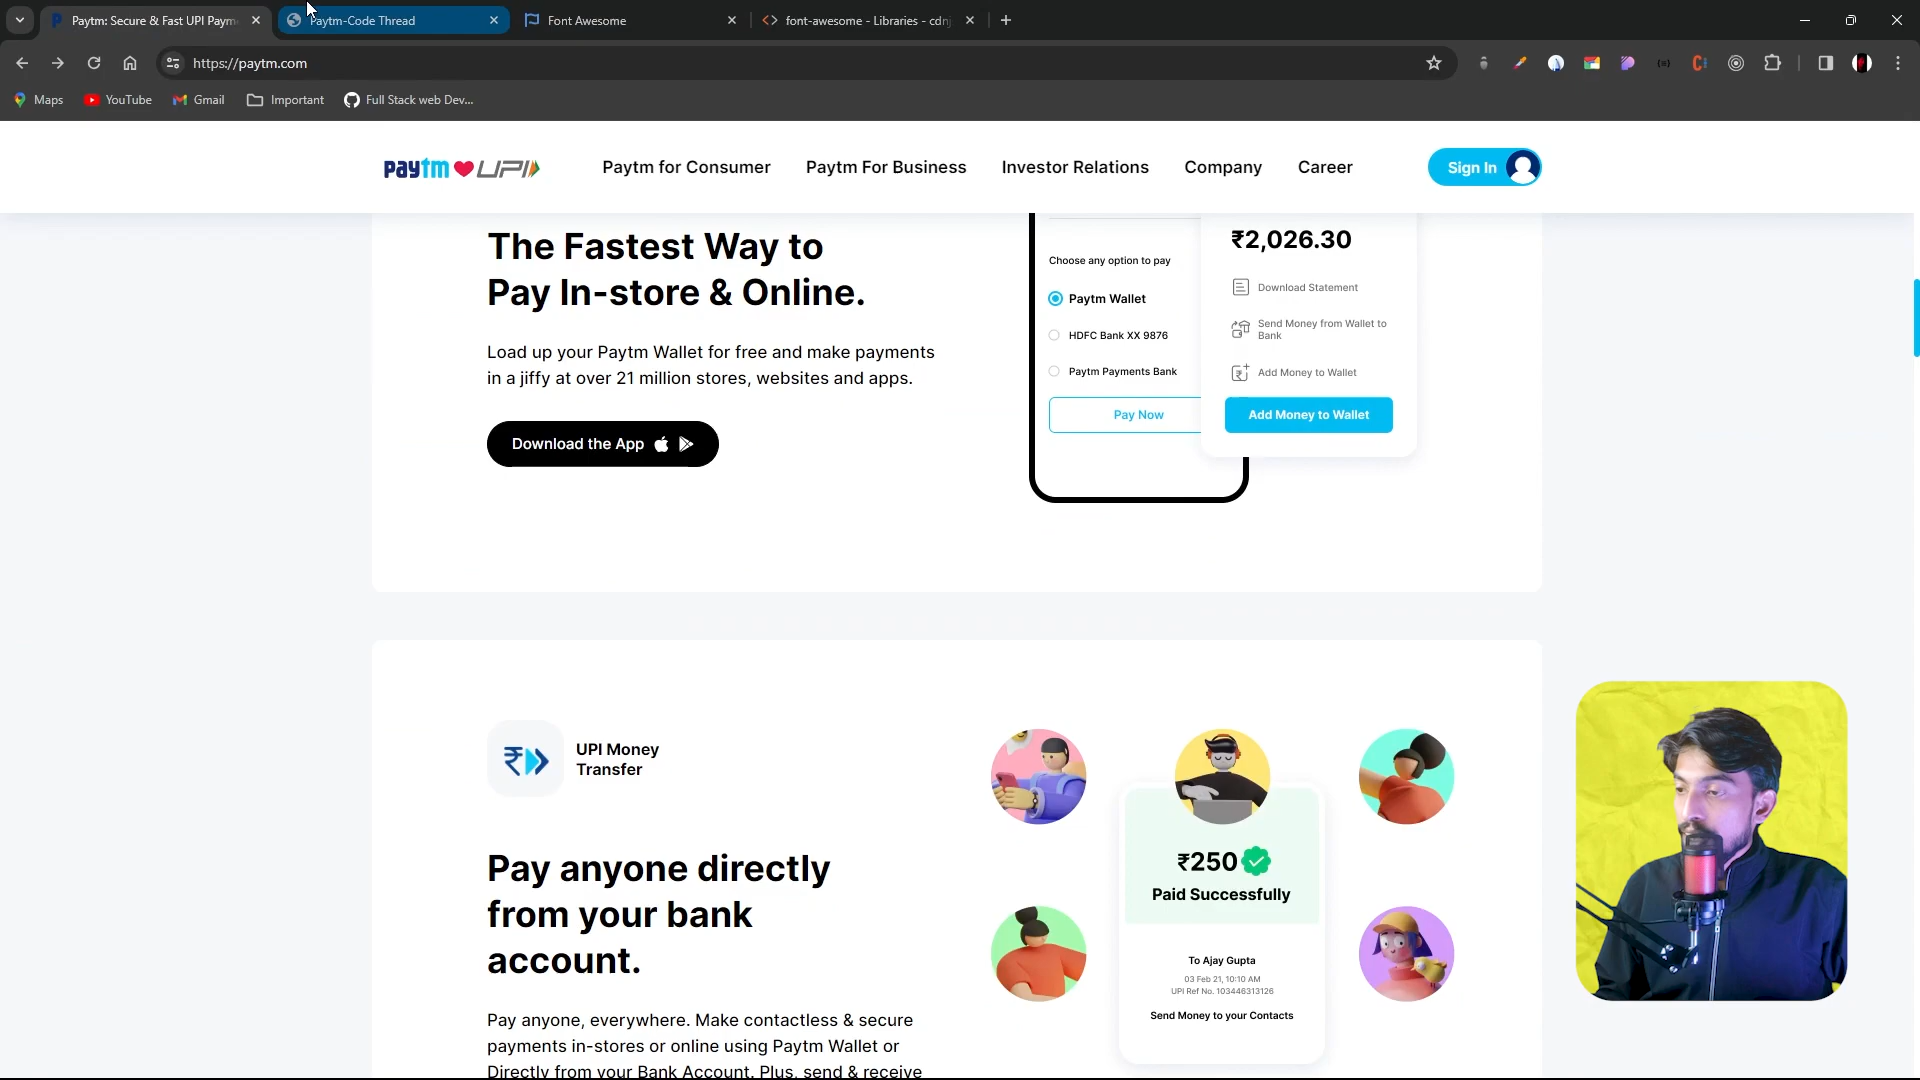 Paytm: Secure & Fast UPI Paym
Paytm-Code Thread
Font Awesome
font-awesome - Libraries - cdnj
https://paytm.com
Maps
YouTube
Gmail
Important
Full Stack web Dev...
paytm UPI
Paytm for Consumer
Paytm For Business
Investor Relations
Company
Career
Sign In
The Fastest Way to
Pay In-store & Online.
Load up your Paytm Wallet for free and make payments
in a jiffy at over 21 million stores, websites and apps.
Download the App
Choose any option to pay
Paytm Wallet
HDFC Bank XX 9876
Paytm Payments Bank
Pay Now
₹2,026.30
Download Statement
Send Money from Wallet to
Bank
Add Money to Wallet
Add Money to Wallet
UPI Money
Transfer
Pay anyone directly
from your bank
account.
Pay anyone, everywhere. Make contactless & secure
payments in-stores or online using Paytm Wallet or
Directly from your Bank Account. Plus, send & receive
₹250
Paid Successfully
To Ajay Gupta
03 Feb 21, 10:10 AM
UPI Ref No. 103446313126
Send Money to your Contacts